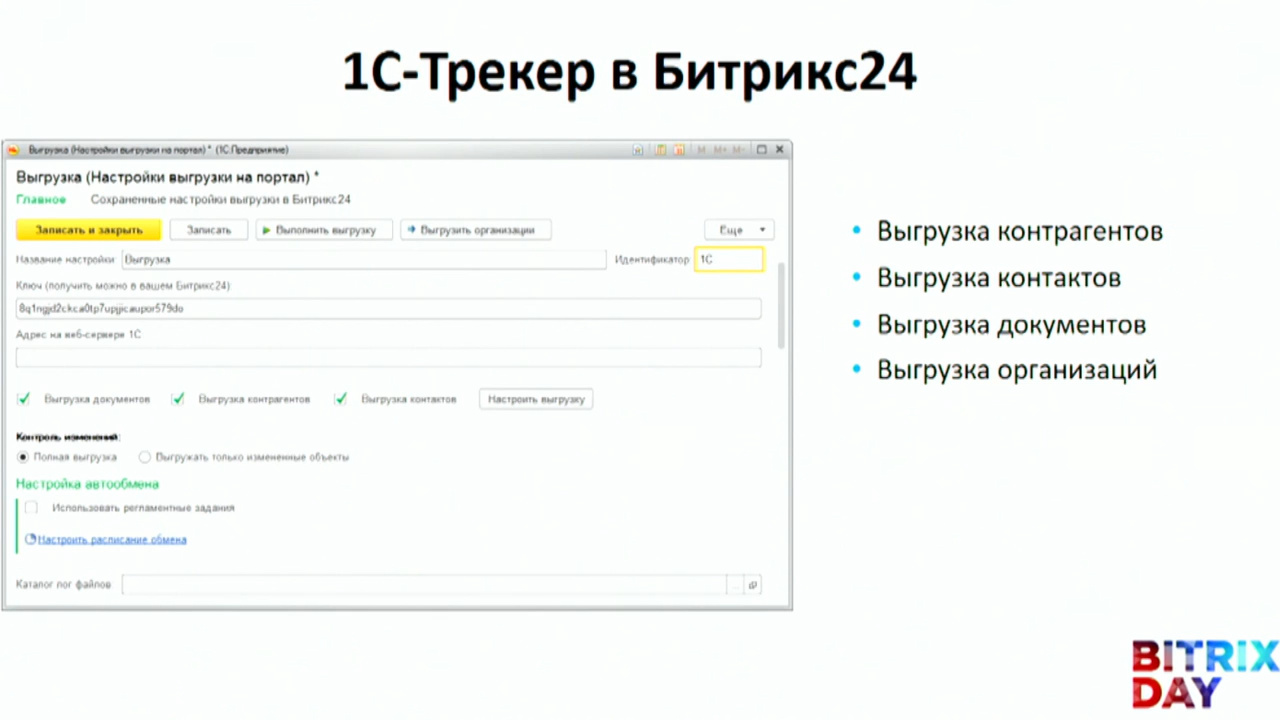 1С-Трекер в Битрикс24
Выгрузка (Настройки выгрузки на портал) * (1С:Предприятие)
M M+ M-
Выгрузка (Настройки выгрузки на портал) *
Главное Сохраненные настройки выгрузки в Битрикс24
Записать и закрыть Записать Выполнить выгрузку Выгрузить организации Еще
Название настройки Выгрузка Идентификатор 1С
Ключ (получить можно в вашем Битрикс24):
Адрес на веб-сервере 1С
Выгрузка документов Выгрузка контрагентов Выгрузка контактов Настроить выгрузку
Контроль изменений:
Полная выгрузка Выгружать только измененные объекты
Настройка автообмена
Использовать регламентные задания
Настроить расписание обмена
Каталог лог файлов: ...
• Выгрузка контрагентов
• Выгрузка контактов
• Выгрузка документов
• Выгрузка организаций
BITRIX
DAY